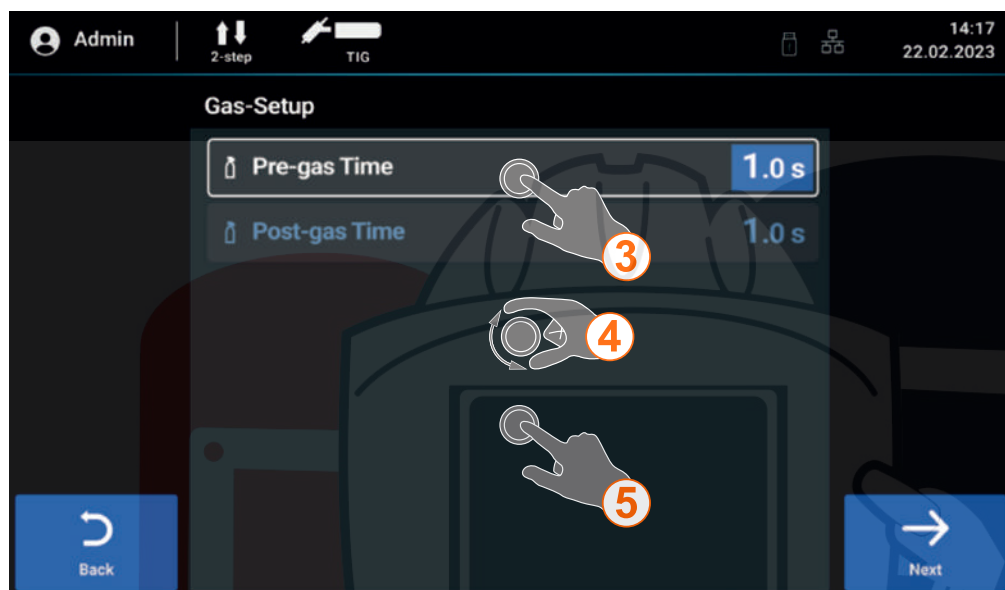 Admin
2-step
TIG
14:17
22.02.2023
Gas-Setup
Pre-gas Time 1.0 s
3
Post-gas Time 1.0 s
4
5
Back
Next